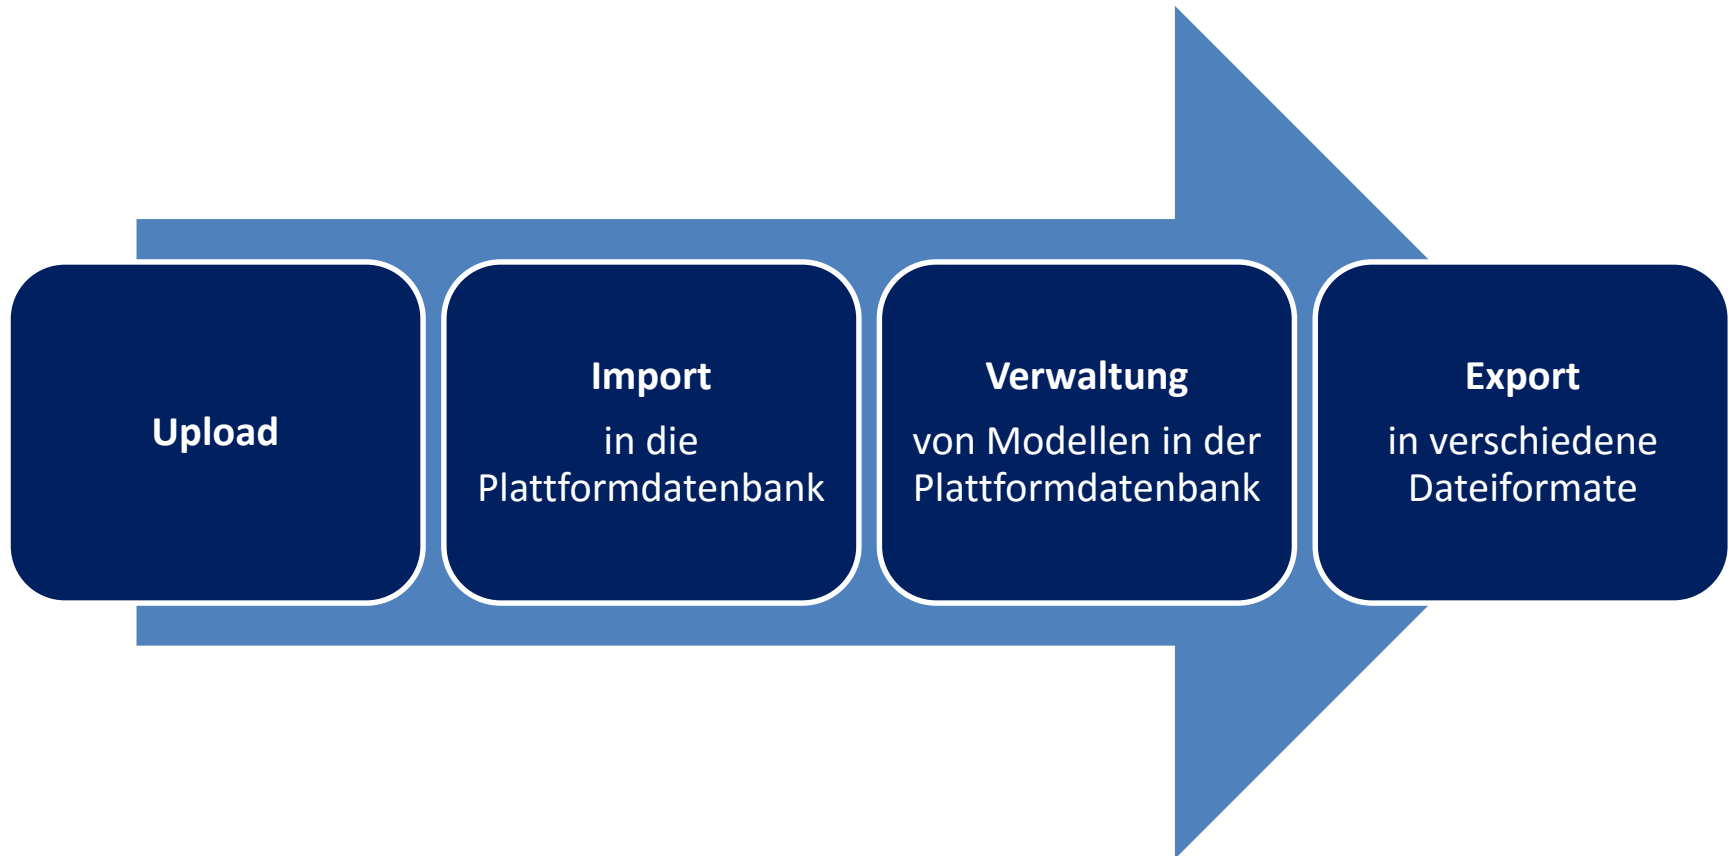 Upload
Import
in die
Plattformdatenbank
Verwaltung
von Modellen in der
Plattformdatenbank
Export
in verschiedene
Dateiformate